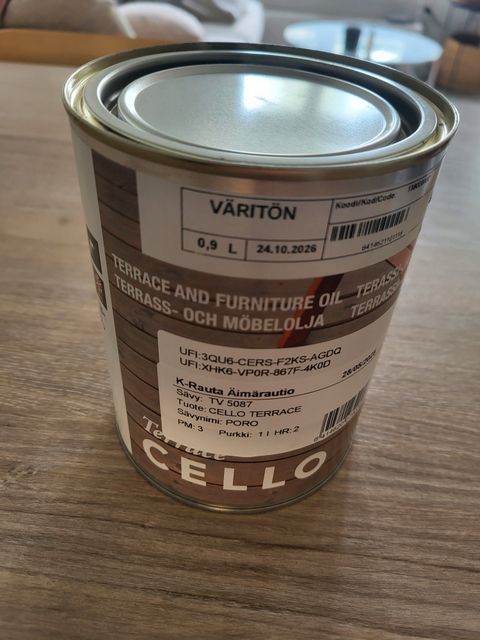 VÄRITÖN
Koodi/Kod/Code:
0,9 L
24.10.2026
TERRACE AND FURNITURE OIL
TERRASS- OCH MÖBELOLJA
UFI:3QU6-CERS-F2KS-AGDQ
UFI:XHK6-VP0R-867F-4K0D
K-Rauta Äimärautio
Sävy: TV 5087
Tuote: CELLO TERRACE
Sävynimi: PORO
PM: 3 Purkki: 1 l HR: 2
Terrace
CELLO